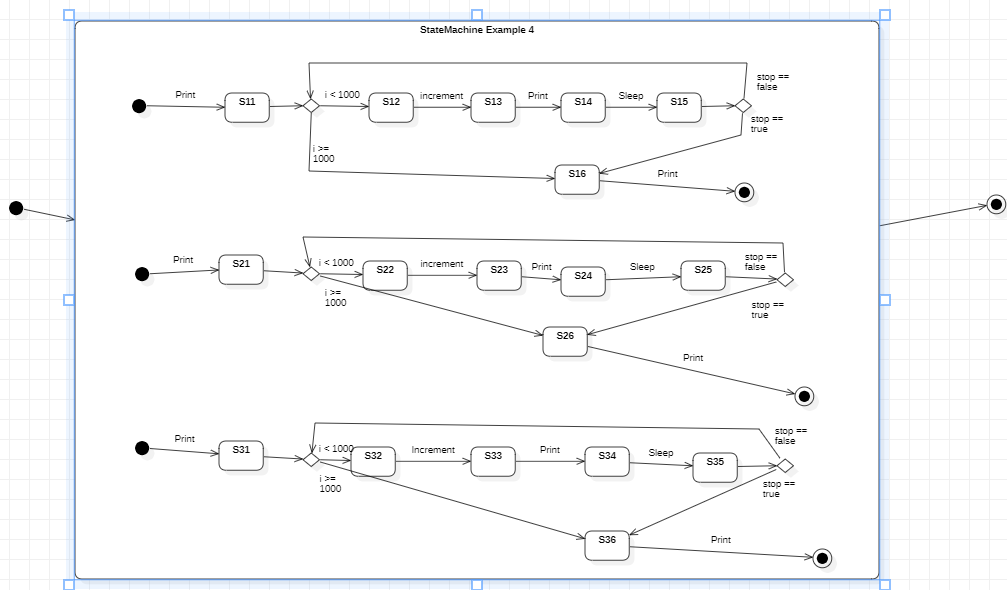 StateMachine Example 4
stop ==
false
Print
S11
i < 1000
S12
increment
S13
Print
S14
Sleep
S15
stop ==
true
i >=
1000
S16
Print
Print
S21
i < 1000
S22
increment
S23
Print
S24
Sleep
S25
stop ==
false
i >=
1000
stop ==
true
S26
Print
stop ==
false
Print
S31
i < 1000
S32
Increment
S33
Print
S34
Sleep
S35
i >=
1000
stop ==
true
S36
Print